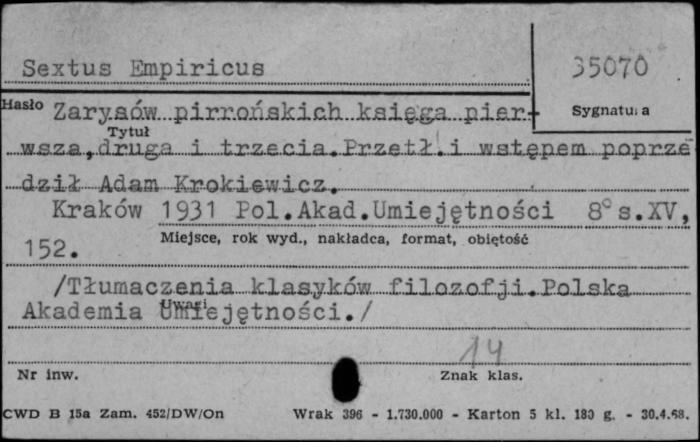 Sextus Empiricus
35070
Hasło
Sygnatura
Zarysów pirrońskich księga pier-
Tytuł
wsza,druga i trzecia.Przetł.i wstępem poprze
dził Adam Krokiewicz.
Kraków 1931 Pol.Akad.Umiejętności 8° s.XV,
152.
Miejsce, rok wyd., nakładca, format, obiętość
/Tłumaczenia klasyków filozofji.Polska
Uwagi
Akademia Umiejętności./
14
Nr inw.
Znak klas.
CWD B 15a Zam. 452/DW/On Wrak 396 - 1.730.000 - Karton 5 kl. 180 g. - 30.4.68.